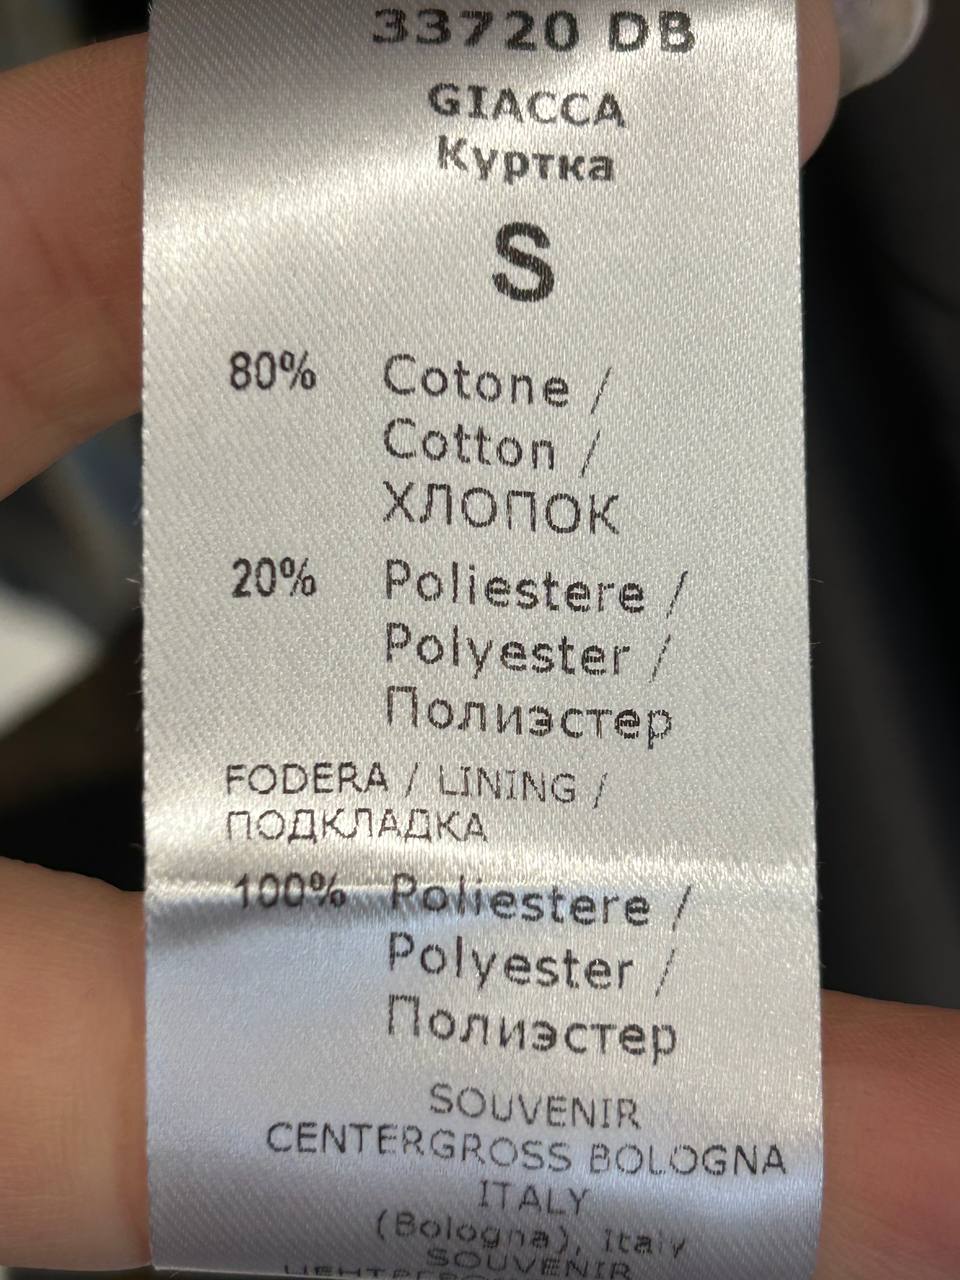 33720 DB
GIACCA
Куртка
S
80% Cotone /
Cotton /
ХЛОПОК
20% Poliestere /
Polyester /
Полиэстер
FODERA / LINING /
ПОДКЛАДКА
100% Poliestere /
Polyester /
Полиэстер
SOUVENIR
CENTERGROSS BOLOGNA
ITALY
(Bologna), Italy
SOUVENIR